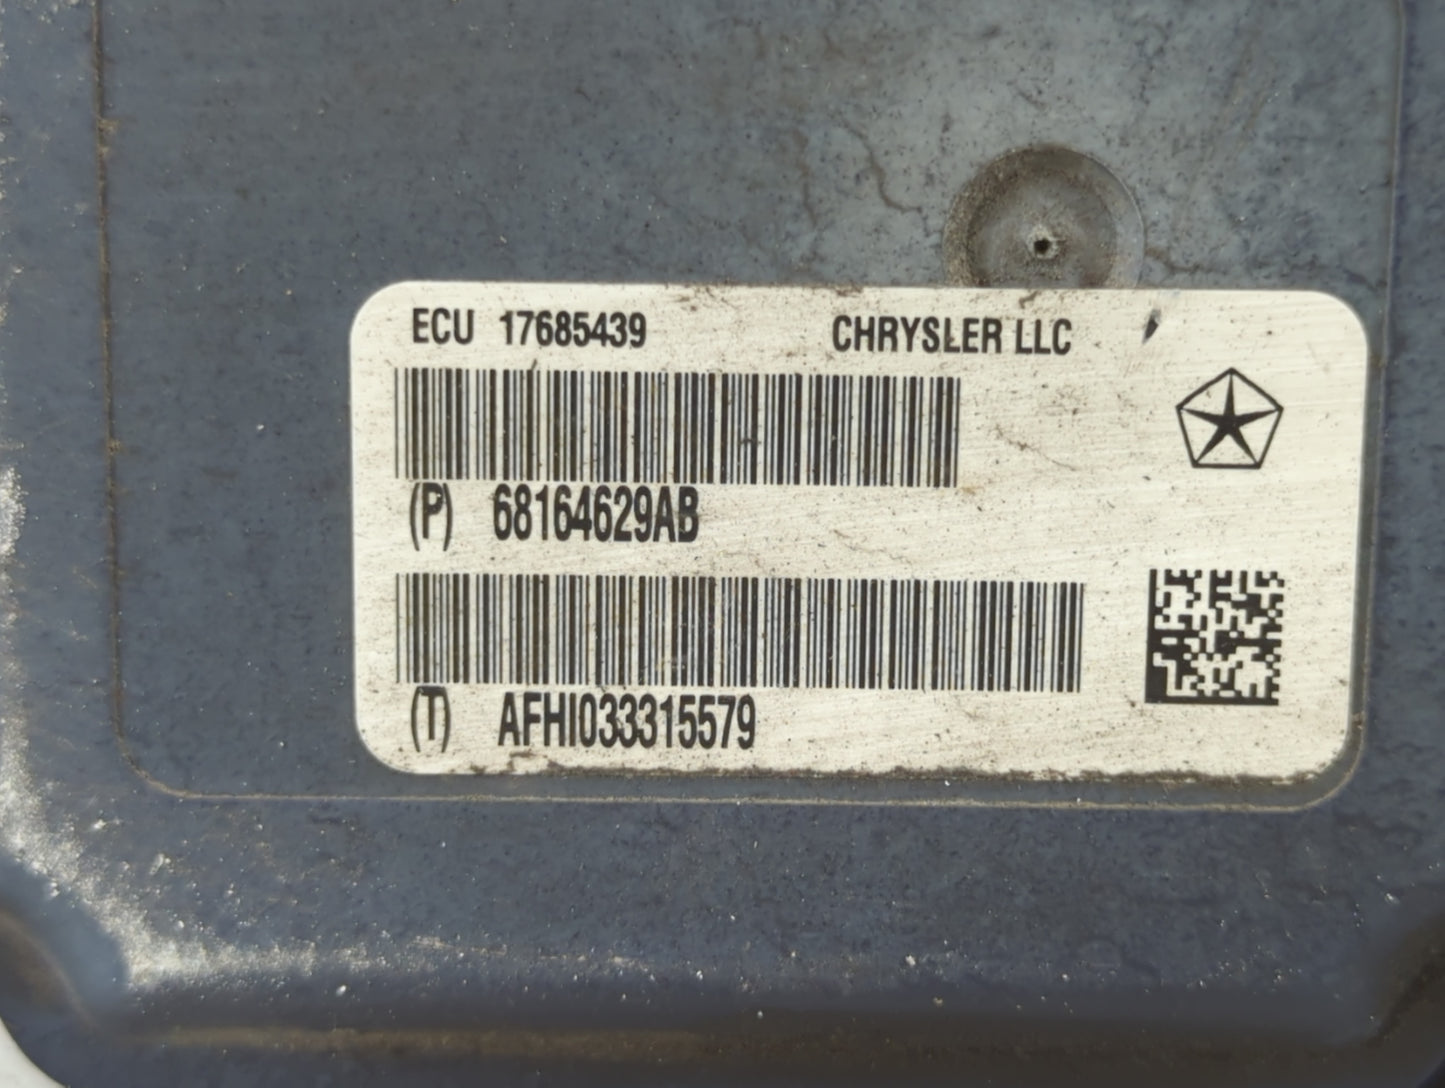 ECU 17685439 CHRYSLER LLC
(P) 68164629AB
(T) AFHI033315579